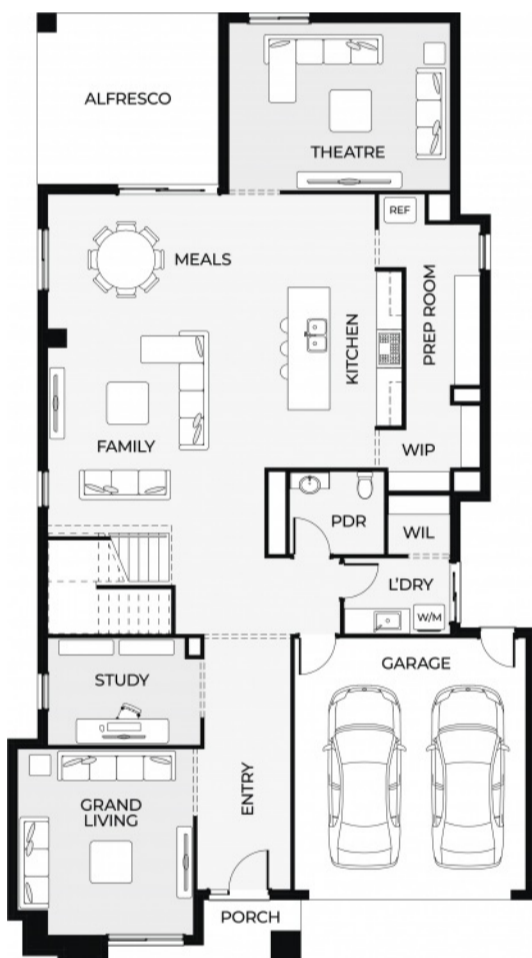 ALFRESCO
THEATRE
REF
MEALS
KITCHEN
PREP ROOM
FAMILY
WIP
PDR
WIL
L'DRY
W/M
STUDY
GARAGE
GRAND
LIVING
ENTRY
PORCH